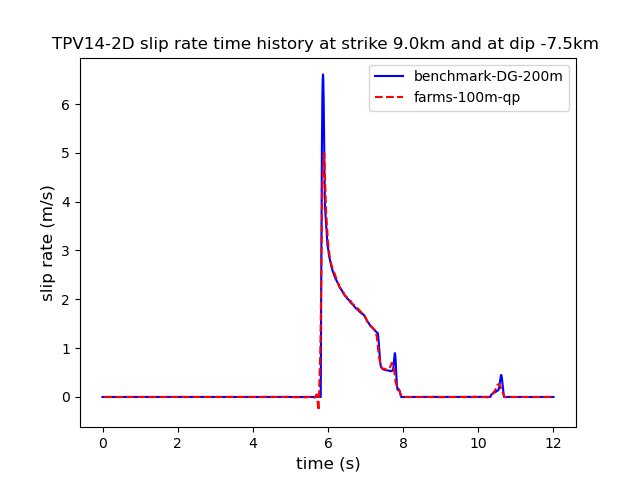 TPV14-2D slip rate time history at strike 9.0km and at dip -7.5km
benchmark-DG-200m
farms-100m-qp
slip rate (m/s)
6
5
4
3
2
1
0
0 2 4 6 8 10 12
time (s)